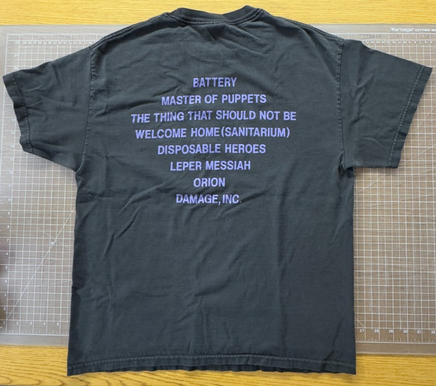 BATTERY
MASTER OF PUPPETS
THE THING THAT SHOULD NOT BE
WELCOME HOME(SANITARIUM)
DISPOSABLE HEROES
LEPER MESSIAH
ORION
DAMAGE,INC.